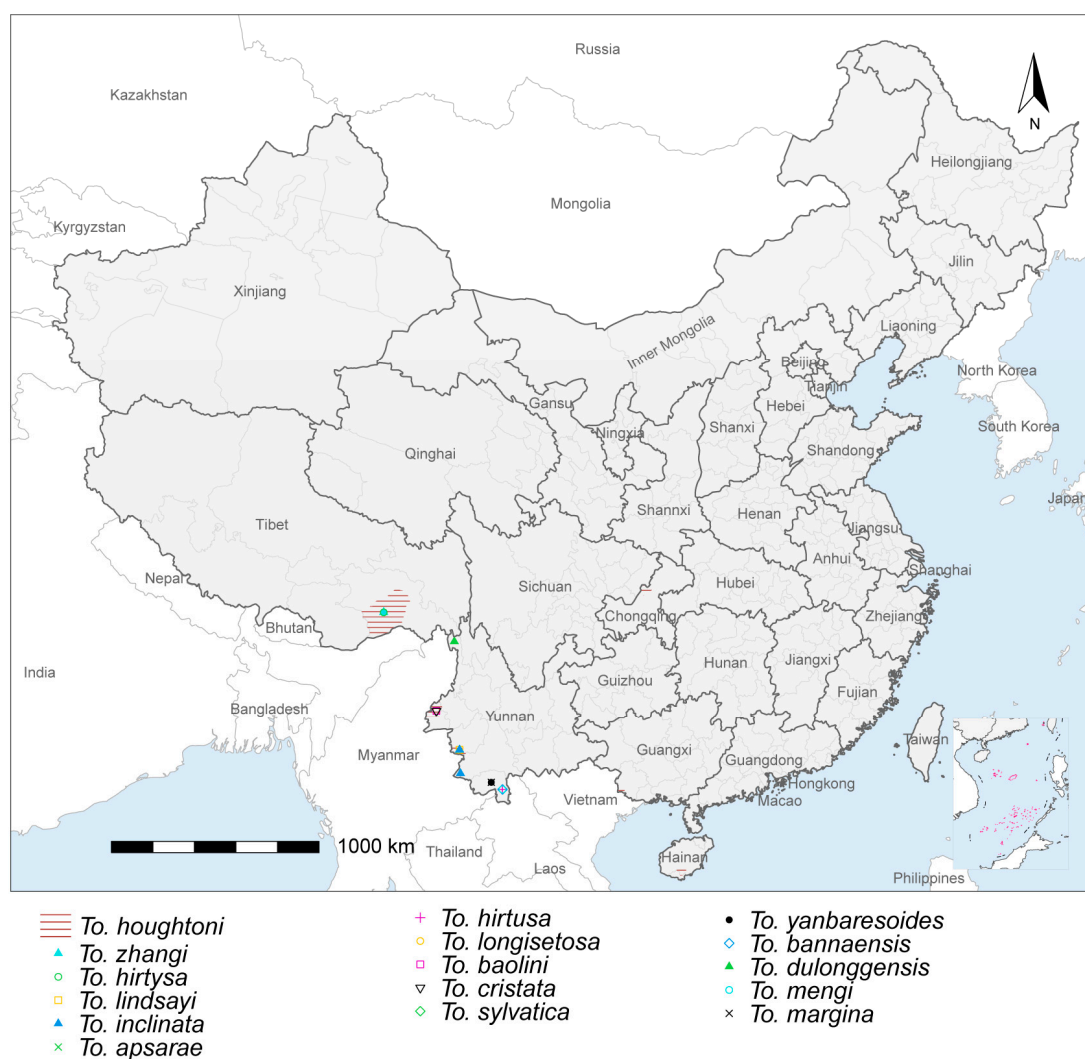 Russia
Kazakhstan
N
Heilongjiang
Mongolia
Kyrgyzstan
Jilin
Xinjiang
Liaoning
Inner Mongolia
Beijing
North Korea
Tianjin
Gansu
Hebei
Ningxia
Shanxi
South Korea
Qinghai
Shandong
Japan
Tibet
Shannxi
Henan
Jiangsu
Anhui
Shanghai
Nepal
Sichuan
Hubei
Chongqing
Zhejiang
Bhutan
India
Guizhou
Hunan
Jiangxi
Fujian
Bangladesh
Yunnan
Taiwan
Myanmar
Guangxi
Guangdong
Hongkong
Vietnam
Macao
1000 km
Thailand
Laos
Hainan
Philippines
To. houghtoni
To. zhangi
To. hirtysa
To. lindsayi
To. inclinata
To. apsarae
To. hirtusa
To. longisetosa
To. baolini
To. cristata
To. sylvatica
To. yanbaresoides
To. bannaensis
To. dulonggensis
To. mengi
To. margina